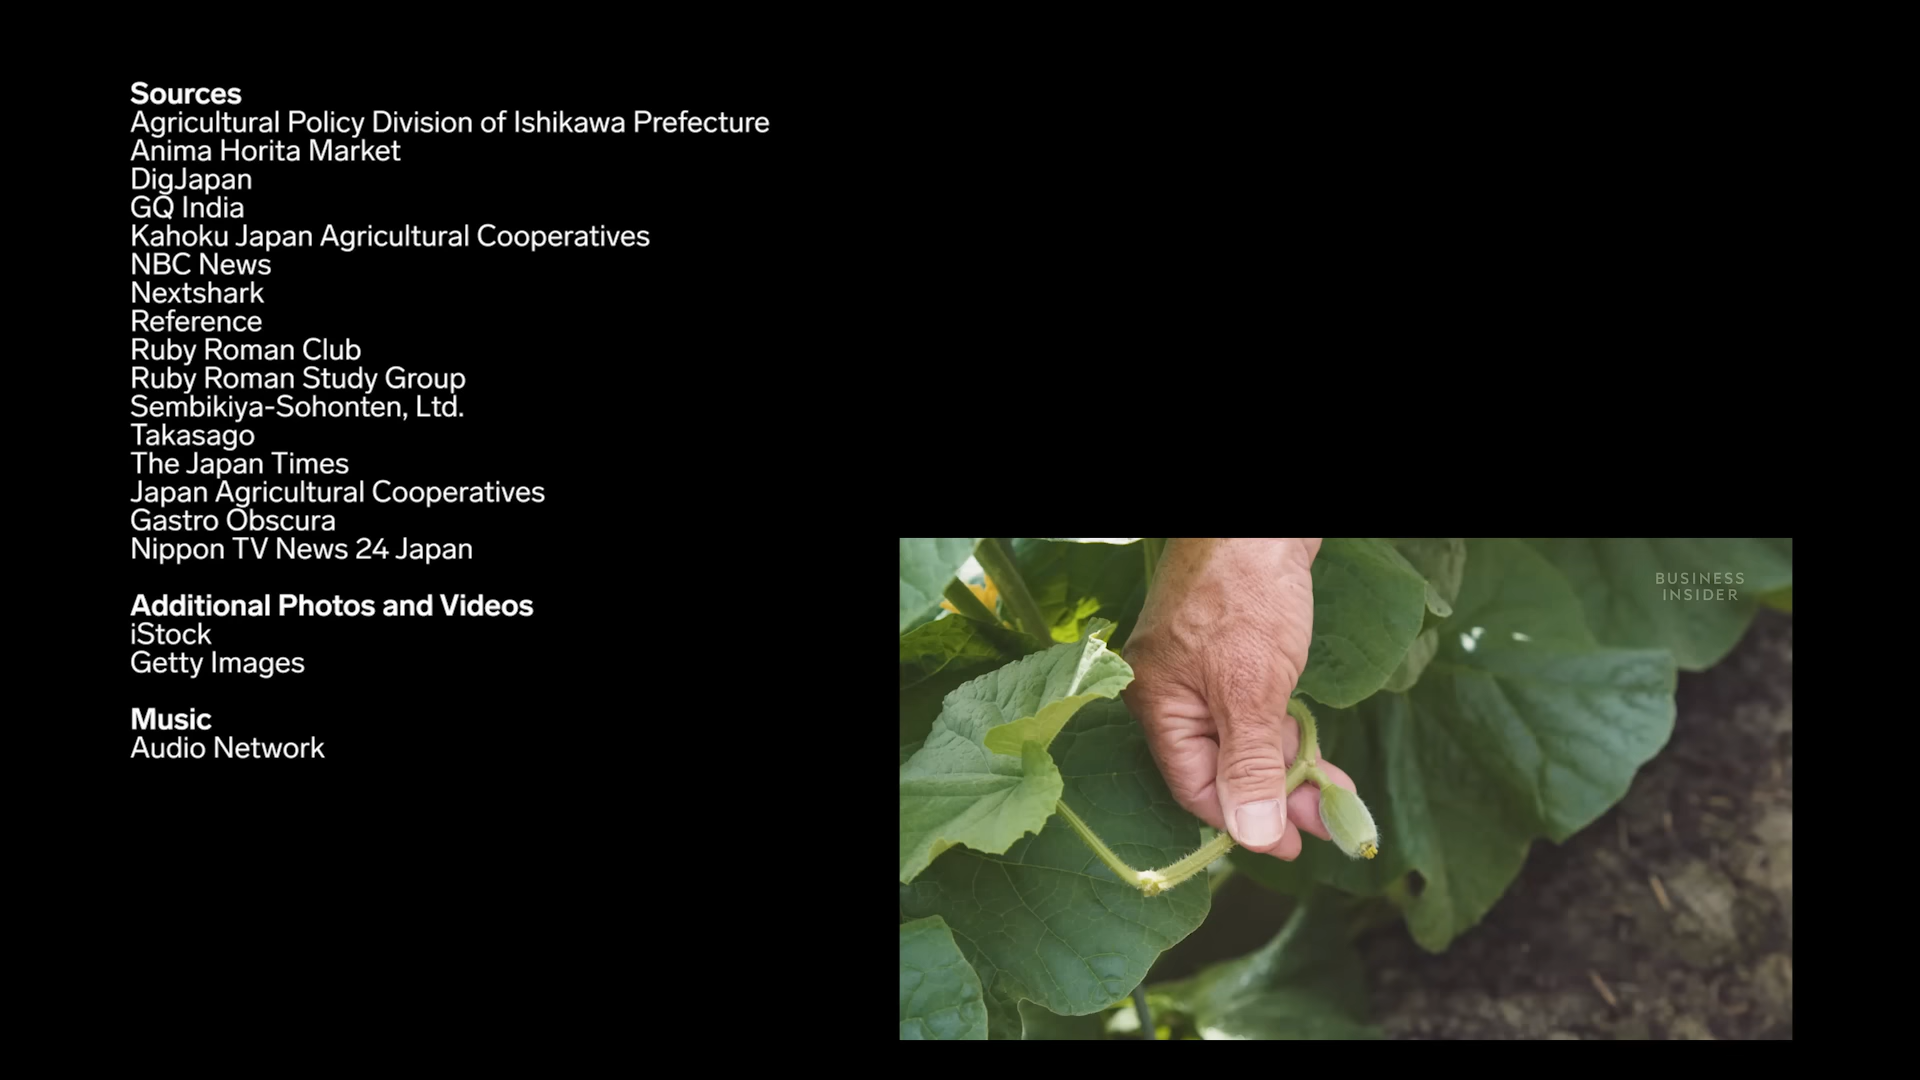 Sources
Agricultural Policy Division of Ishikawa Prefecture
Anima Horita Market
DigJapan
GQ India
Kahoku Japan Agricultural Cooperatives
NBC News
Nextshark
Reference
Ruby Roman Club
Ruby Roman Study Group
Sembikiya-Sohonten, Ltd.
Takasago
The Japan Times
Japan Agricultural Cooperatives
Gastro Obscura
Nippon TV News 24 Japan
Additional Photos and Videos
iStock
Getty Images
Music
Audio Network
BUSINESS
INSIDER